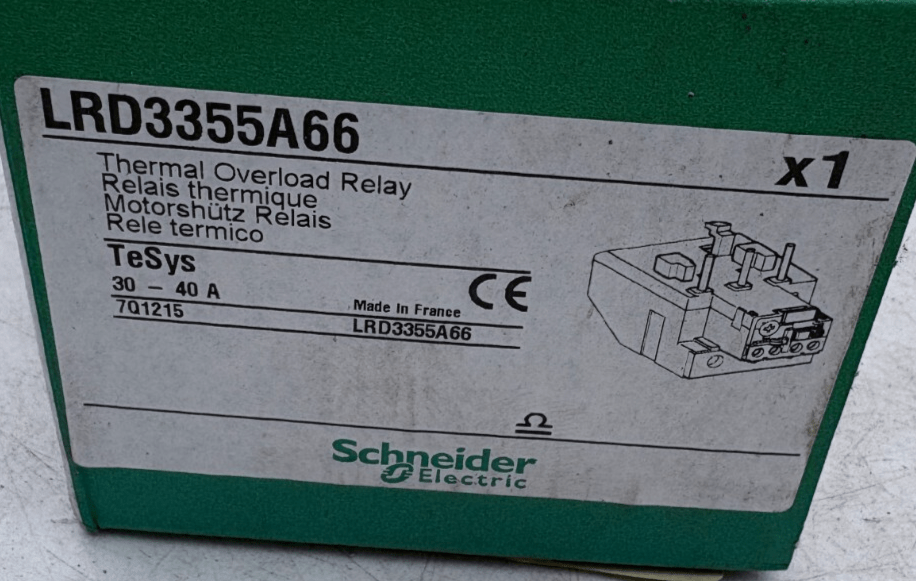 LRD3355A66
x1
Thermal Overload Relay
Relais thermique
Motorshütz Relais
Rele termico
TeSys
30 – 40 A
CE
7Q1215
Made In France
LRD3355A66
Schneider
Electric